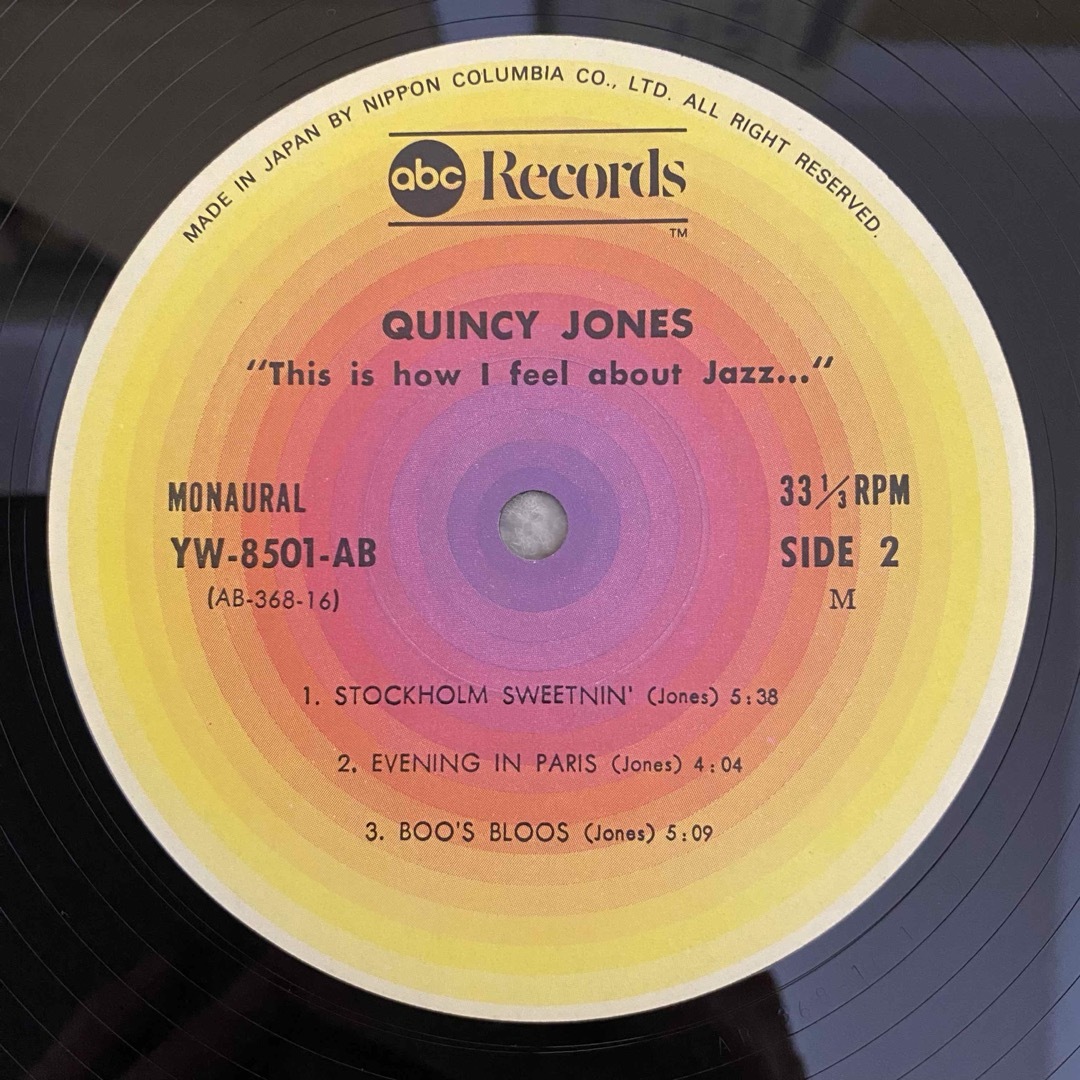 MADE IN JAPAN BY NIPPON COLUMBIA CO., LTD. ALL RIGHT RESERVED.
abc Records
TM
QUINCY JONES
“This is how I feel about Jazz...“
MONAURAL
33 1/3 RPM
YW-8501-AB
SIDE 2
(AB-368-16)
M
1. STOCKHOLM SWEETNIN' (Jones) 5:38
2. EVENING IN PARIS (Jones) 4:04
3. BOO'S BLOOS (Jones) 5:09